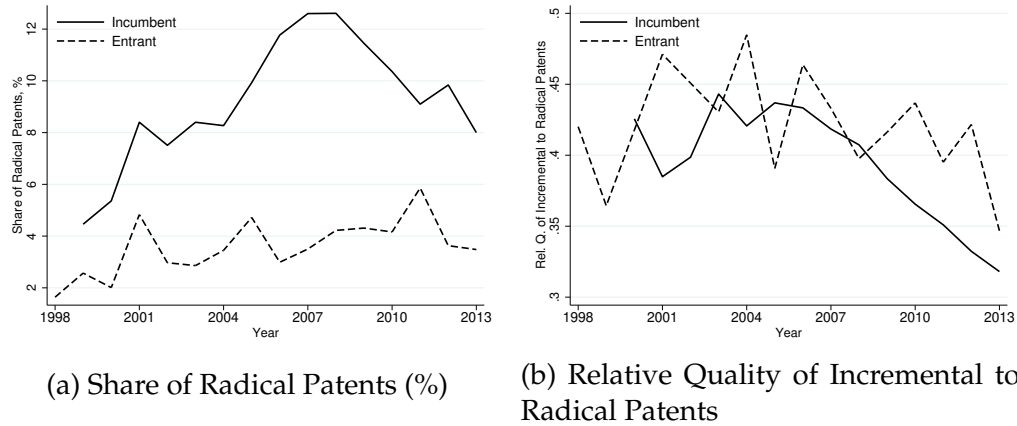 Incumbent
Entrant
Share of Radical Patents, %
12
10
8
6
4
2
1998
2001
2004
2007
2010
2013
Year
(a) Share of Radical Patents (%)
Incumbent
Entrant
Rel. Q. of Incremental to Radical Patents
.5
.45
.4
.35
.3
1998
2001
2004
2007
2010
2013
Year
(b) Relative Quality of Incremental to
Radical Patents